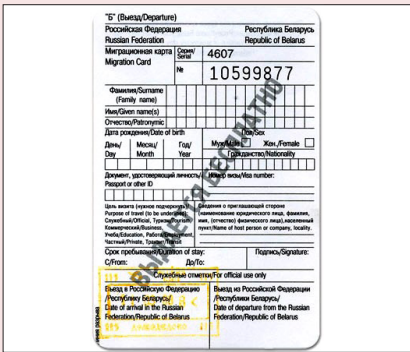 "Б" (Выезд/Departure)
Российская Федерация Республика Беларусь
Russian Federation Republic of Belarus
Миграционная карта Серия/ 4607
Migration Card Serial
№ 10599877
Фамилия/Surname
(Family name)
Имя/Given name(s)
Отчество/Patronymic
Дата рождения/Date of birth Пол/Sex
День/ Месяц/ Год/ Муж/Male Жен./Female
Day Month Year Гражданство/Nationality
Документ, удостоверяющий личность/ Номер визы/Visa number:
Passport or other ID
Цель визита (нужное подчеркнуть)/ Сведения о приглашающей стороне
Purpose of travel (to be underlined): (наименование юридического лица, фамилия,
Служебный/Official, Туризм/Tourism, имя, (отчество) физического лица), населенный
Коммерческий/Business, пункт/Name of host person or company, locality.
Учеба/Education, Работа/Employment,
Частный/Private, Транзит/Transit
Срок пребывания/Duration of stay: Подпись/Signature:
С/From: До/To:
Служебные отметки/For official use only
Въезд в Российскую Федерацию Выезд из Российской Федерации
/Республику Беларусь/ /Республики Беларусь/
Date of arrival in the Russian Date of departure from the Russian
Federation/Republic of Belarus Federation/Republic of Belarus
ВЫДАЕТСЯ БЕСПЛАТНО